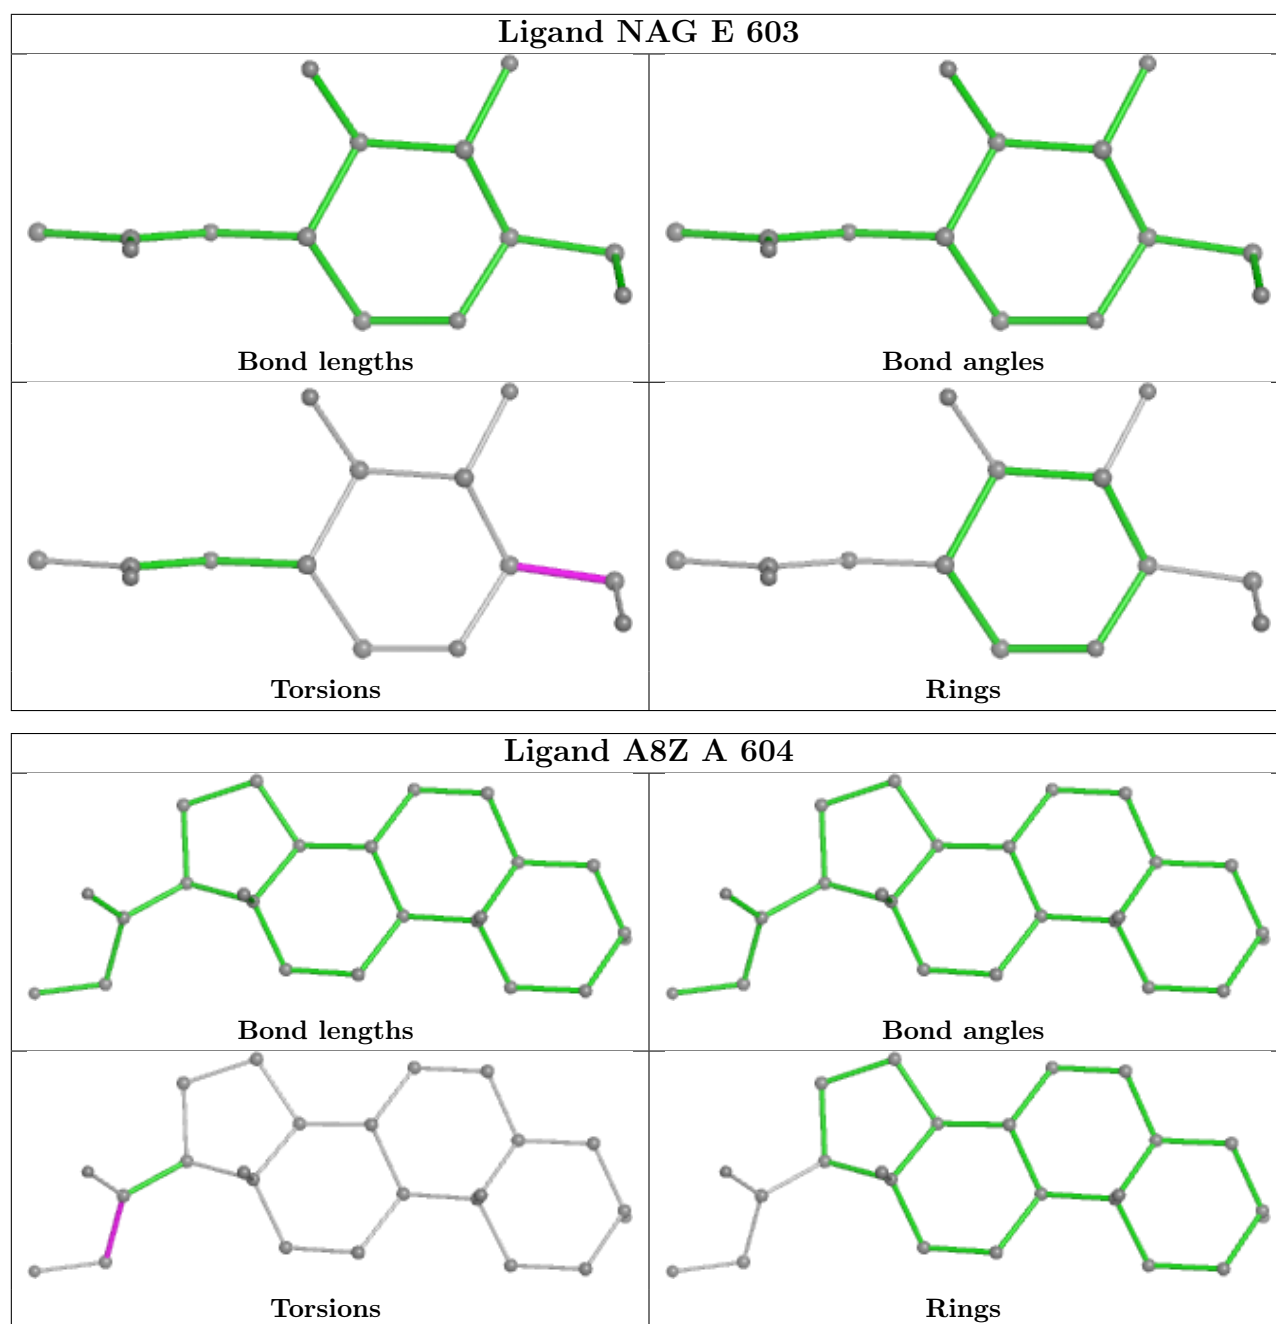 Ligand NAG E 603
Bond lengths
Bond angles
Torsions
Rings
Ligand A8Z A 604
Bond lengths
Bond angles
Torsions
Rings